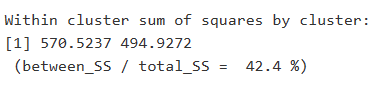 Within cluster sum of squares by cluster:
[1] 570.5237 494.9272
 (between_SS / total_SS =  42.4 %)